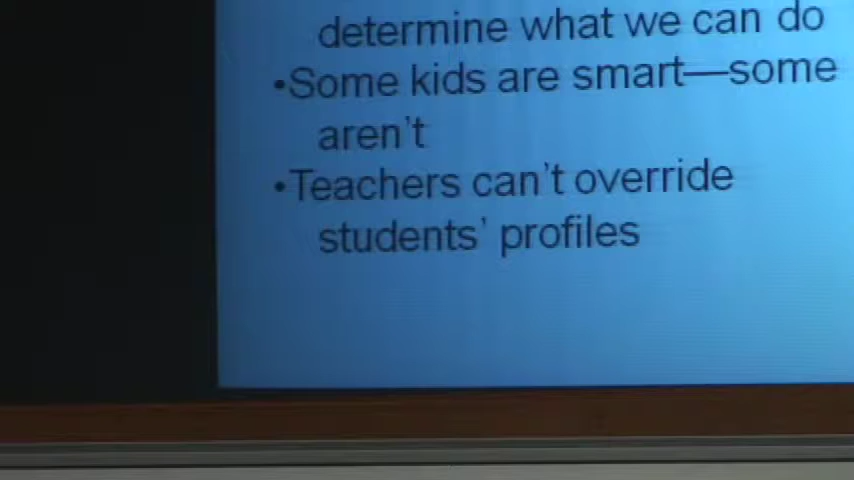 determine what we can do
•Some kids are smart—some
aren't
•Teachers can't override
students' profiles